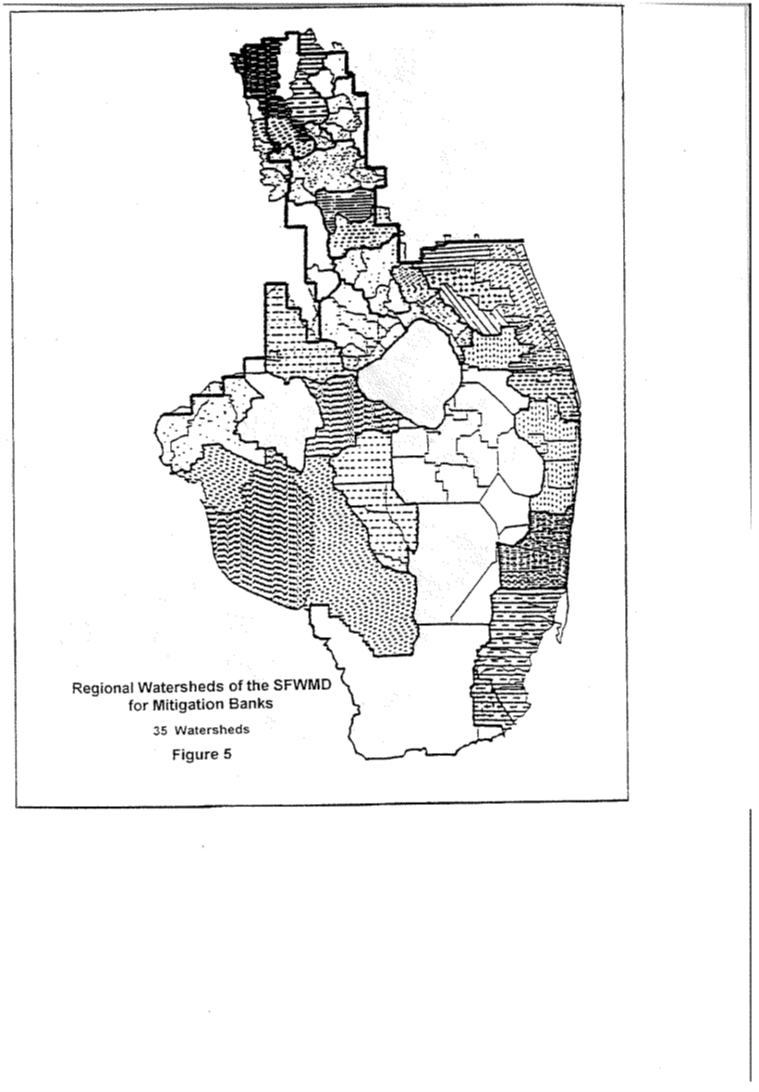 Regional Watersheds of the SFWMD
for Mitigation Banks
35 Watersheds
Figure 5